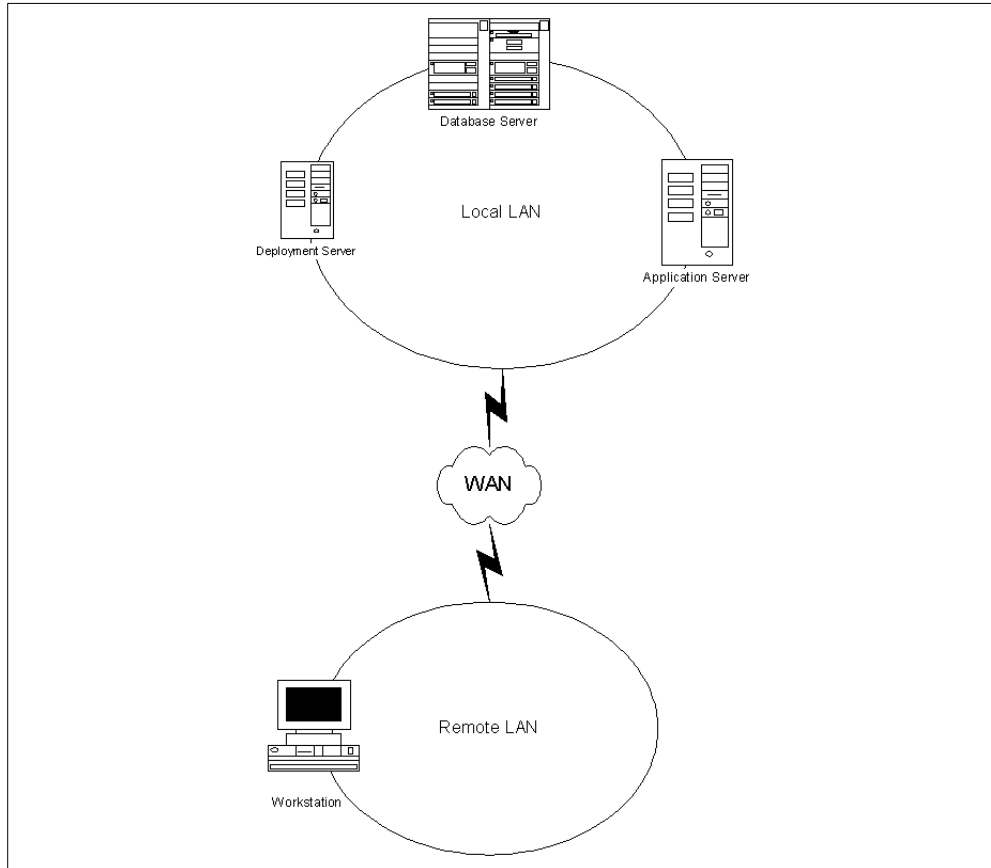 Database Server
Local LAN
Deployment Server
Application Server
WAN
Remote LAN
Workstation